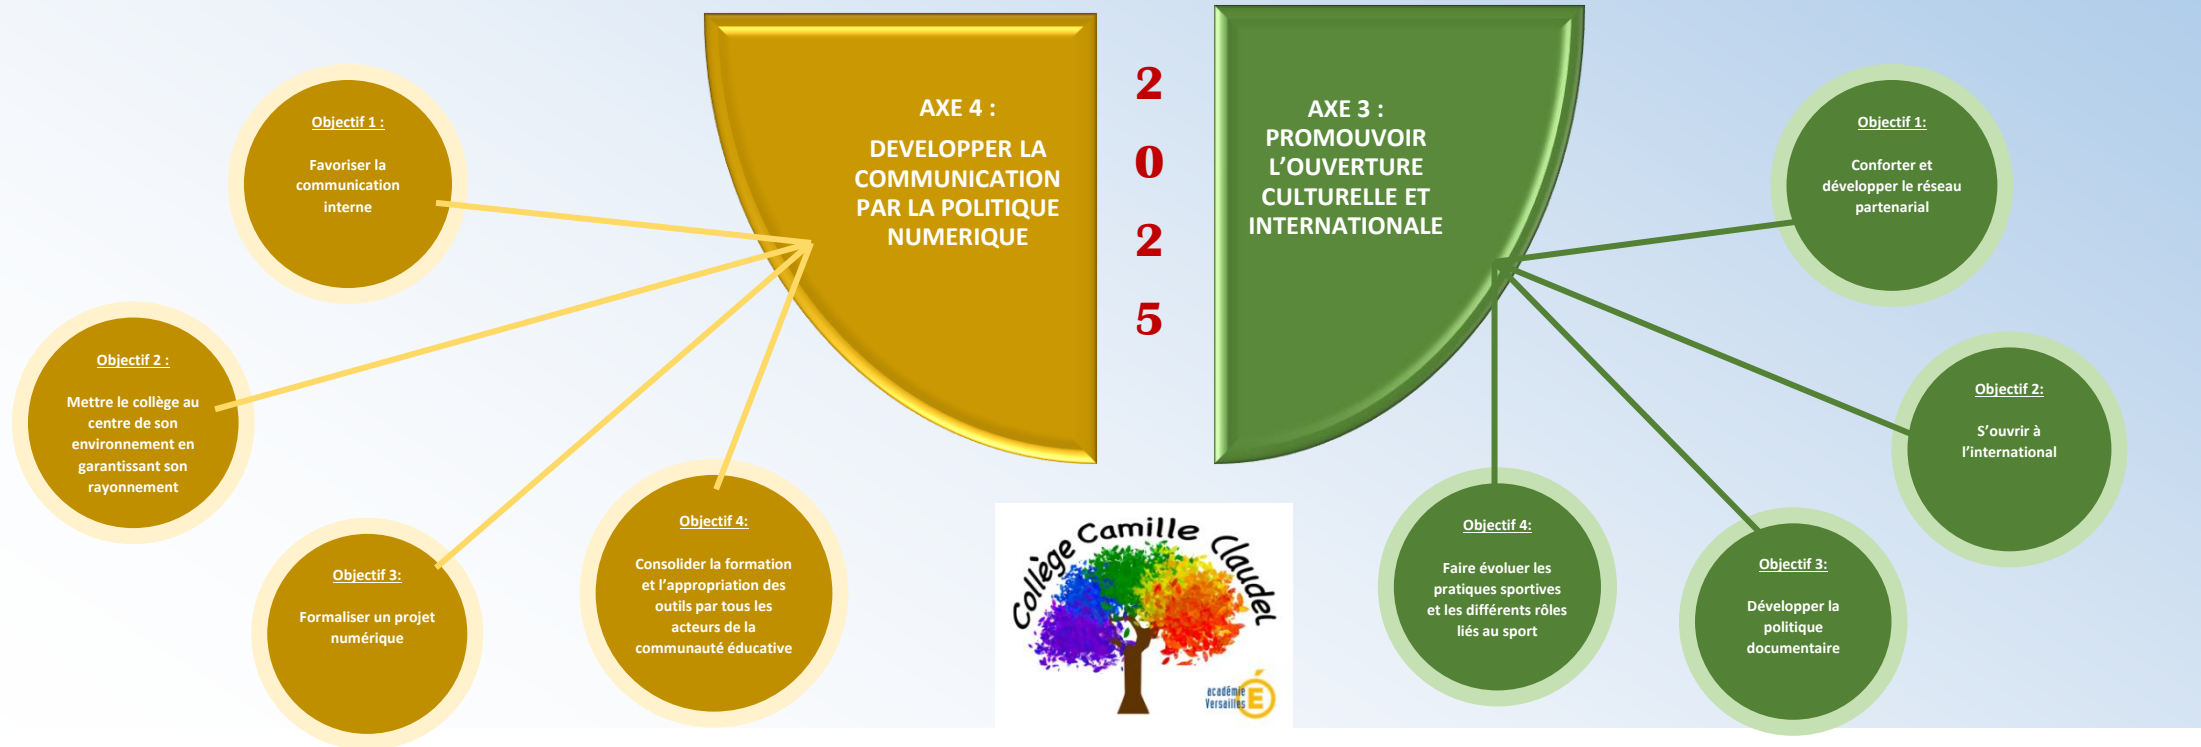 AXE 4 :
DEVELOPPER LA
COMMUNICATION
PAR LA POLITIQUE
NUMERIQUE
Objectif 1 :
Favoriser la
communication
interne
Objectif 2 :
Mettre le collège au
centre de son
environnement en
garantissant son
rayonnement
Objectif 3:
Formaliser un projet
numérique
Objectif 4:
Consolider la formation
et l’appropriation des
outils par tous les
acteurs de la
communauté éducative
2
0
2
5
AXE 3 :
PROMOUVOIR
L’OUVERTURE
CULTURELLE ET
INTERNATIONALE
Objectif 1:
Conforter et
développer le réseau
partenarial
Objectif 2:
S’ouvrir à
l’international
Objectif 3:
Développer la
politique
documentaire
Objectif 4:
Faire évoluer les
pratiques sportives
et les différents rôles
liés au sport
Collège Camille Claudel
académie
Versailles É